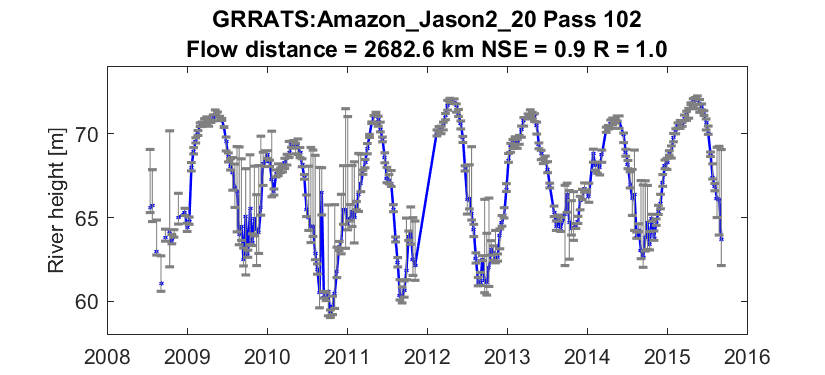 GRRATS:Amazon_Jason2_20 Pass 102
Flow distance = 2682.6 km NSE = 0.9 R = 1.0
River height [m]
70
65
60
2008 2009 2010 2011 2012 2013 2014 2015 2016